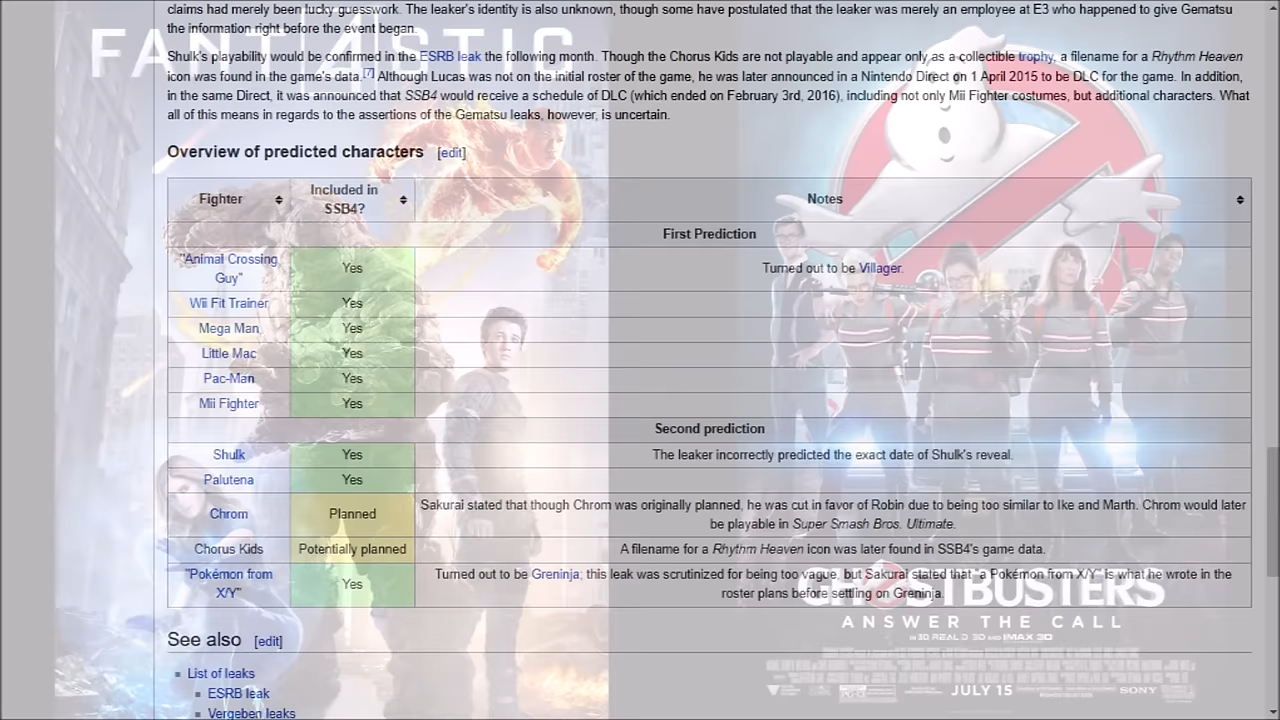 claims had merely been lucky guesswork. The leaker's identity is also unknown, though some have postulated that the leaker was merely an employee at E3 who happened to give Gematsu
the information right before the event began.
FANT4STIC
Shulk's playability would be confirmed in the ESRB leak the following month. Though the Chorus Kids are not playable and appear only as a collectible trophy, a filename for a Rhythm Heaven
icon was found in the game's data.[7] Although Lucas was not on the initial roster of the game, he was later announced in a Nintendo Direct on 1 April 2015 to be DLC for the game. In addition,
in the same Direct, it was announced that SSB4 would receive a schedule of DLC (which ended on February 3rd, 2016), including not only Mii Fighter costumes, but additional characters. What
all of this means in regards to the assertions of the Gematsu leaks, however, is uncertain.
Overview of predicted characters [edit]
Fighter Included in SSB4? Notes
First Prediction
"Animal Crossing Guy" Yes Turned out to be Villager.
Wii Fit Trainer Yes
Mega Man Yes
Little Mac Yes
Pac-Man Yes
Mii Fighter Yes
Second prediction
Shulk Yes The leaker incorrectly predicted the exact date of Shulk's reveal.
Palutena Yes
Chrom Planned Sakurai stated that though Chrom was originally planned, he was cut in favor of Robin due to being too similar to Ike and Marth. Chrom would later
be playable in Super Smash Bros. Ultimate.
Chorus Kids Potentially planned A filename for a Rhythm Heaven icon was later found in SSB4's game data.
"Pokémon from X/Y" Yes Turned out to be Greninja; this leak was scrutinized for being too vague, but Sakurai stated that "a Pokémon from X/Y" is what he wrote in the
roster plans before settling on Greninja.
GHOSTBUSTERS
ANSWER THE CALL
IN 3D, REAL D 3D AND IMAX 3D
See also [edit]
List of leaks
ESRB leak
Vergeben leaks
JULY 15
SONY